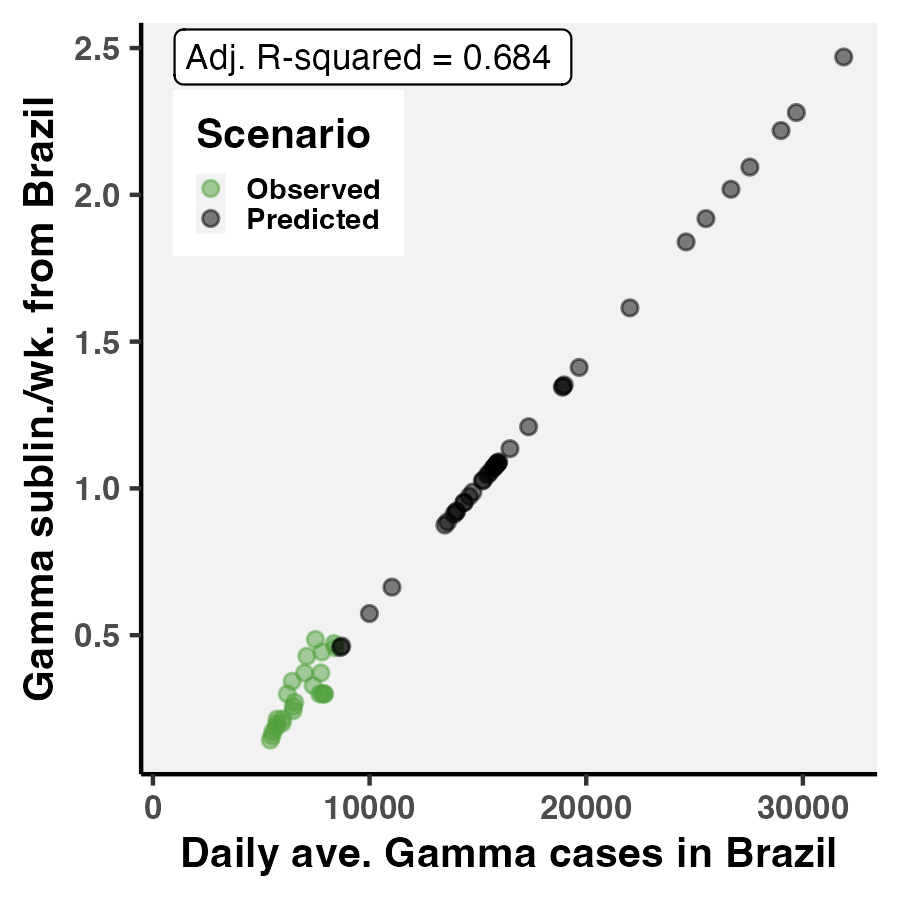 Adj. R-squared = 0.684
Scenario
Observed
Predicted
Gamma sublin./wk. from Brazil
2.5
2.0
1.5
1.0
0.5
0 10000 20000 30000
Daily ave. Gamma cases in Brazil